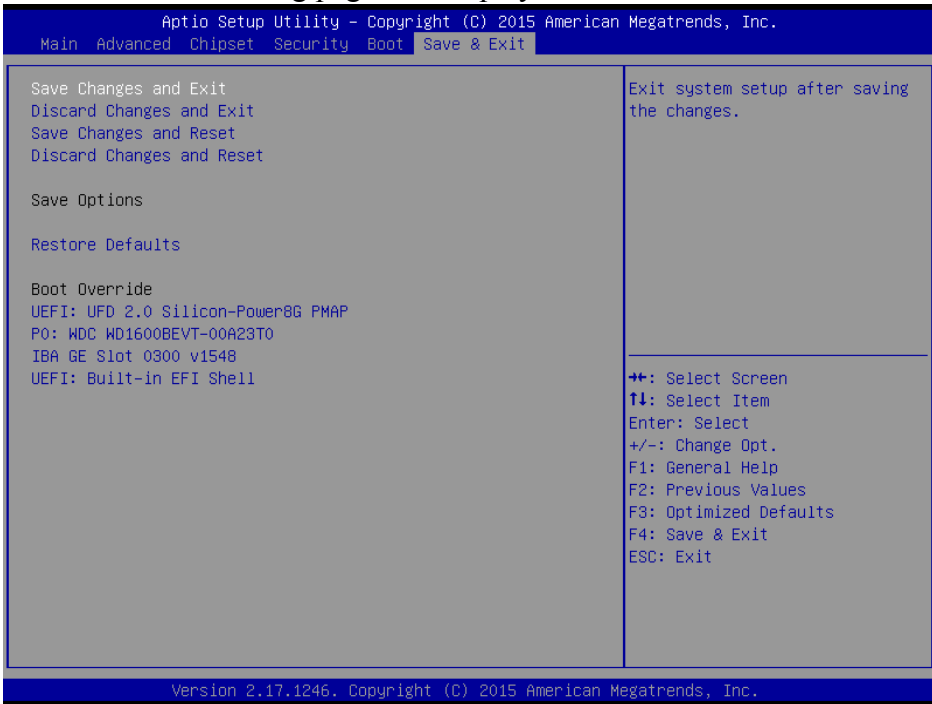 Aptio Setup Utility – Copyright (C) 2015 American Megatrends, Inc.
Main Advanced Chipset Security Boot Save & Exit
Save Changes and Exit
Discard Changes and Exit
Save Changes and Reset
Discard Changes and Reset
Save Options
Restore Defaults
Boot Override
UEFI: UFD 2.0 Silicon-Power8G PMAP
P0: WDC WD1600BEVT-00A23T0
IBA GE Slot 0300 v1548
UEFI: Built-in EFI Shell
Exit system setup after saving
the changes.
→←: Select Screen
↑↓: Select Item
Enter: Select
+/-: Change Opt.
F1: General Help
F2: Previous Values
F3: Optimized Defaults
F4: Save & Exit
ESC: Exit
Version 2.17.1246. Copyright (C) 2015 American Megatrends, Inc.